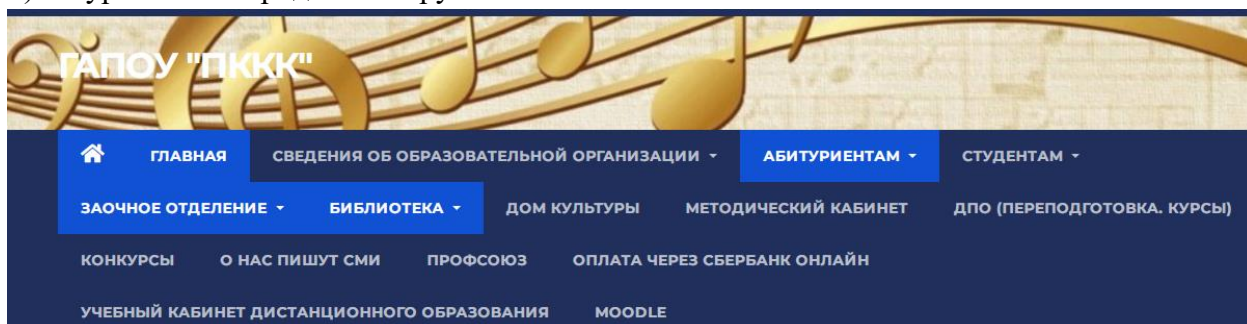 ГАПОУ "ПККК"
ГЛАВНАЯ СВЕДЕНИЯ ОБ ОБРАЗОВАТЕЛЬНОЙ ОРГАНИЗАЦИИ АБИТУРИЕНТАМ СТУДЕНТАМ
ЗАОЧНОЕ ОТДЕЛЕНИЕ БИБЛИОТЕКА ДОМ КУЛЬТУРЫ МЕТОДИЧЕСКИЙ КАБИНЕТ ДПО (ПЕРЕПОДГОТОВКА. КУРСЫ)
КОНКУРСЫ О НАС ПИШУТ СМИ ПРОФСОЮЗ ОПЛАТА ЧЕРЕЗ СБЕРБАНК ОНЛАЙН
УЧЕБНЫЙ КАБИНЕТ ДИСТАНЦИОННОГО ОБРАЗОВАНИЯ MOODLE